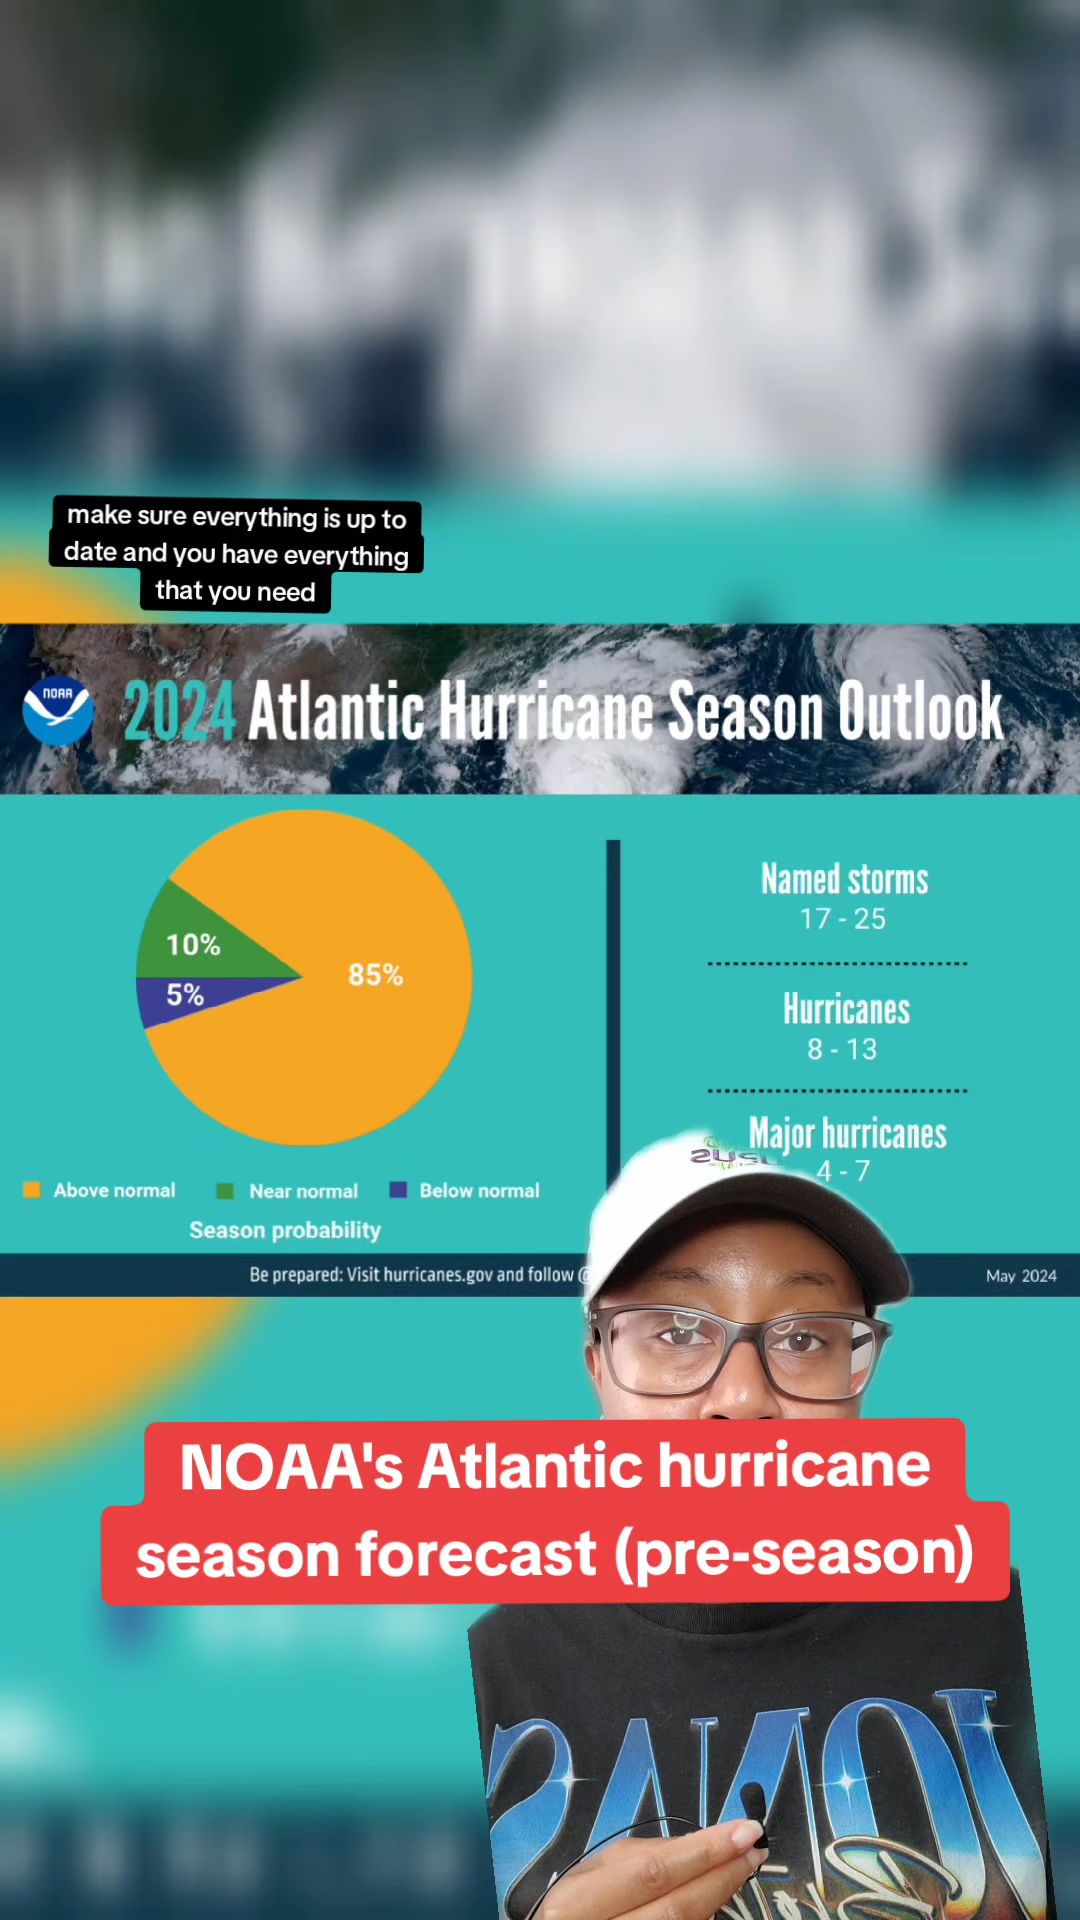 make sure everything is up to
date and you have everything
that you need
NOAA
2024 Atlantic Hurricane Season Outlook
10%
5%
85%
Above normal
Near normal
Below normal
Season probability
Named storms
17 - 25
Hurricanes
8 - 13
Major hurricanes
4 - 7
Be prepared: Visit hurricanes.gov and follow @
May 2024
NOAA's Atlantic hurricane
season forecast (pre-season)
JONAS